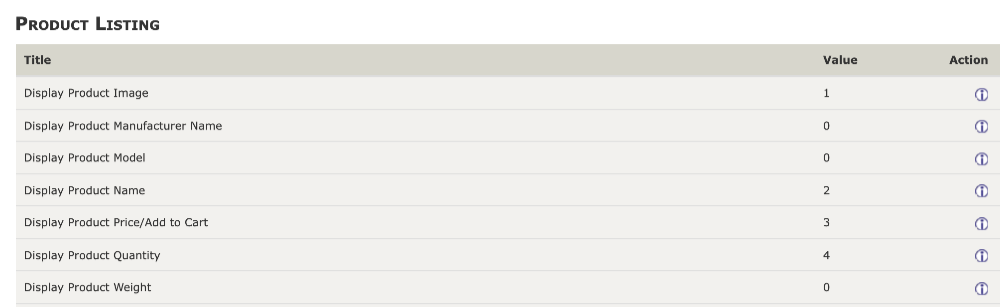 Product Listing
Title Value Action
Display Product Image 1
Display Product Manufacturer Name 0
Display Product Model 0
Display Product Name 2
Display Product Price/Add to Cart 3
Display Product Quantity 4
Display Product Weight 0